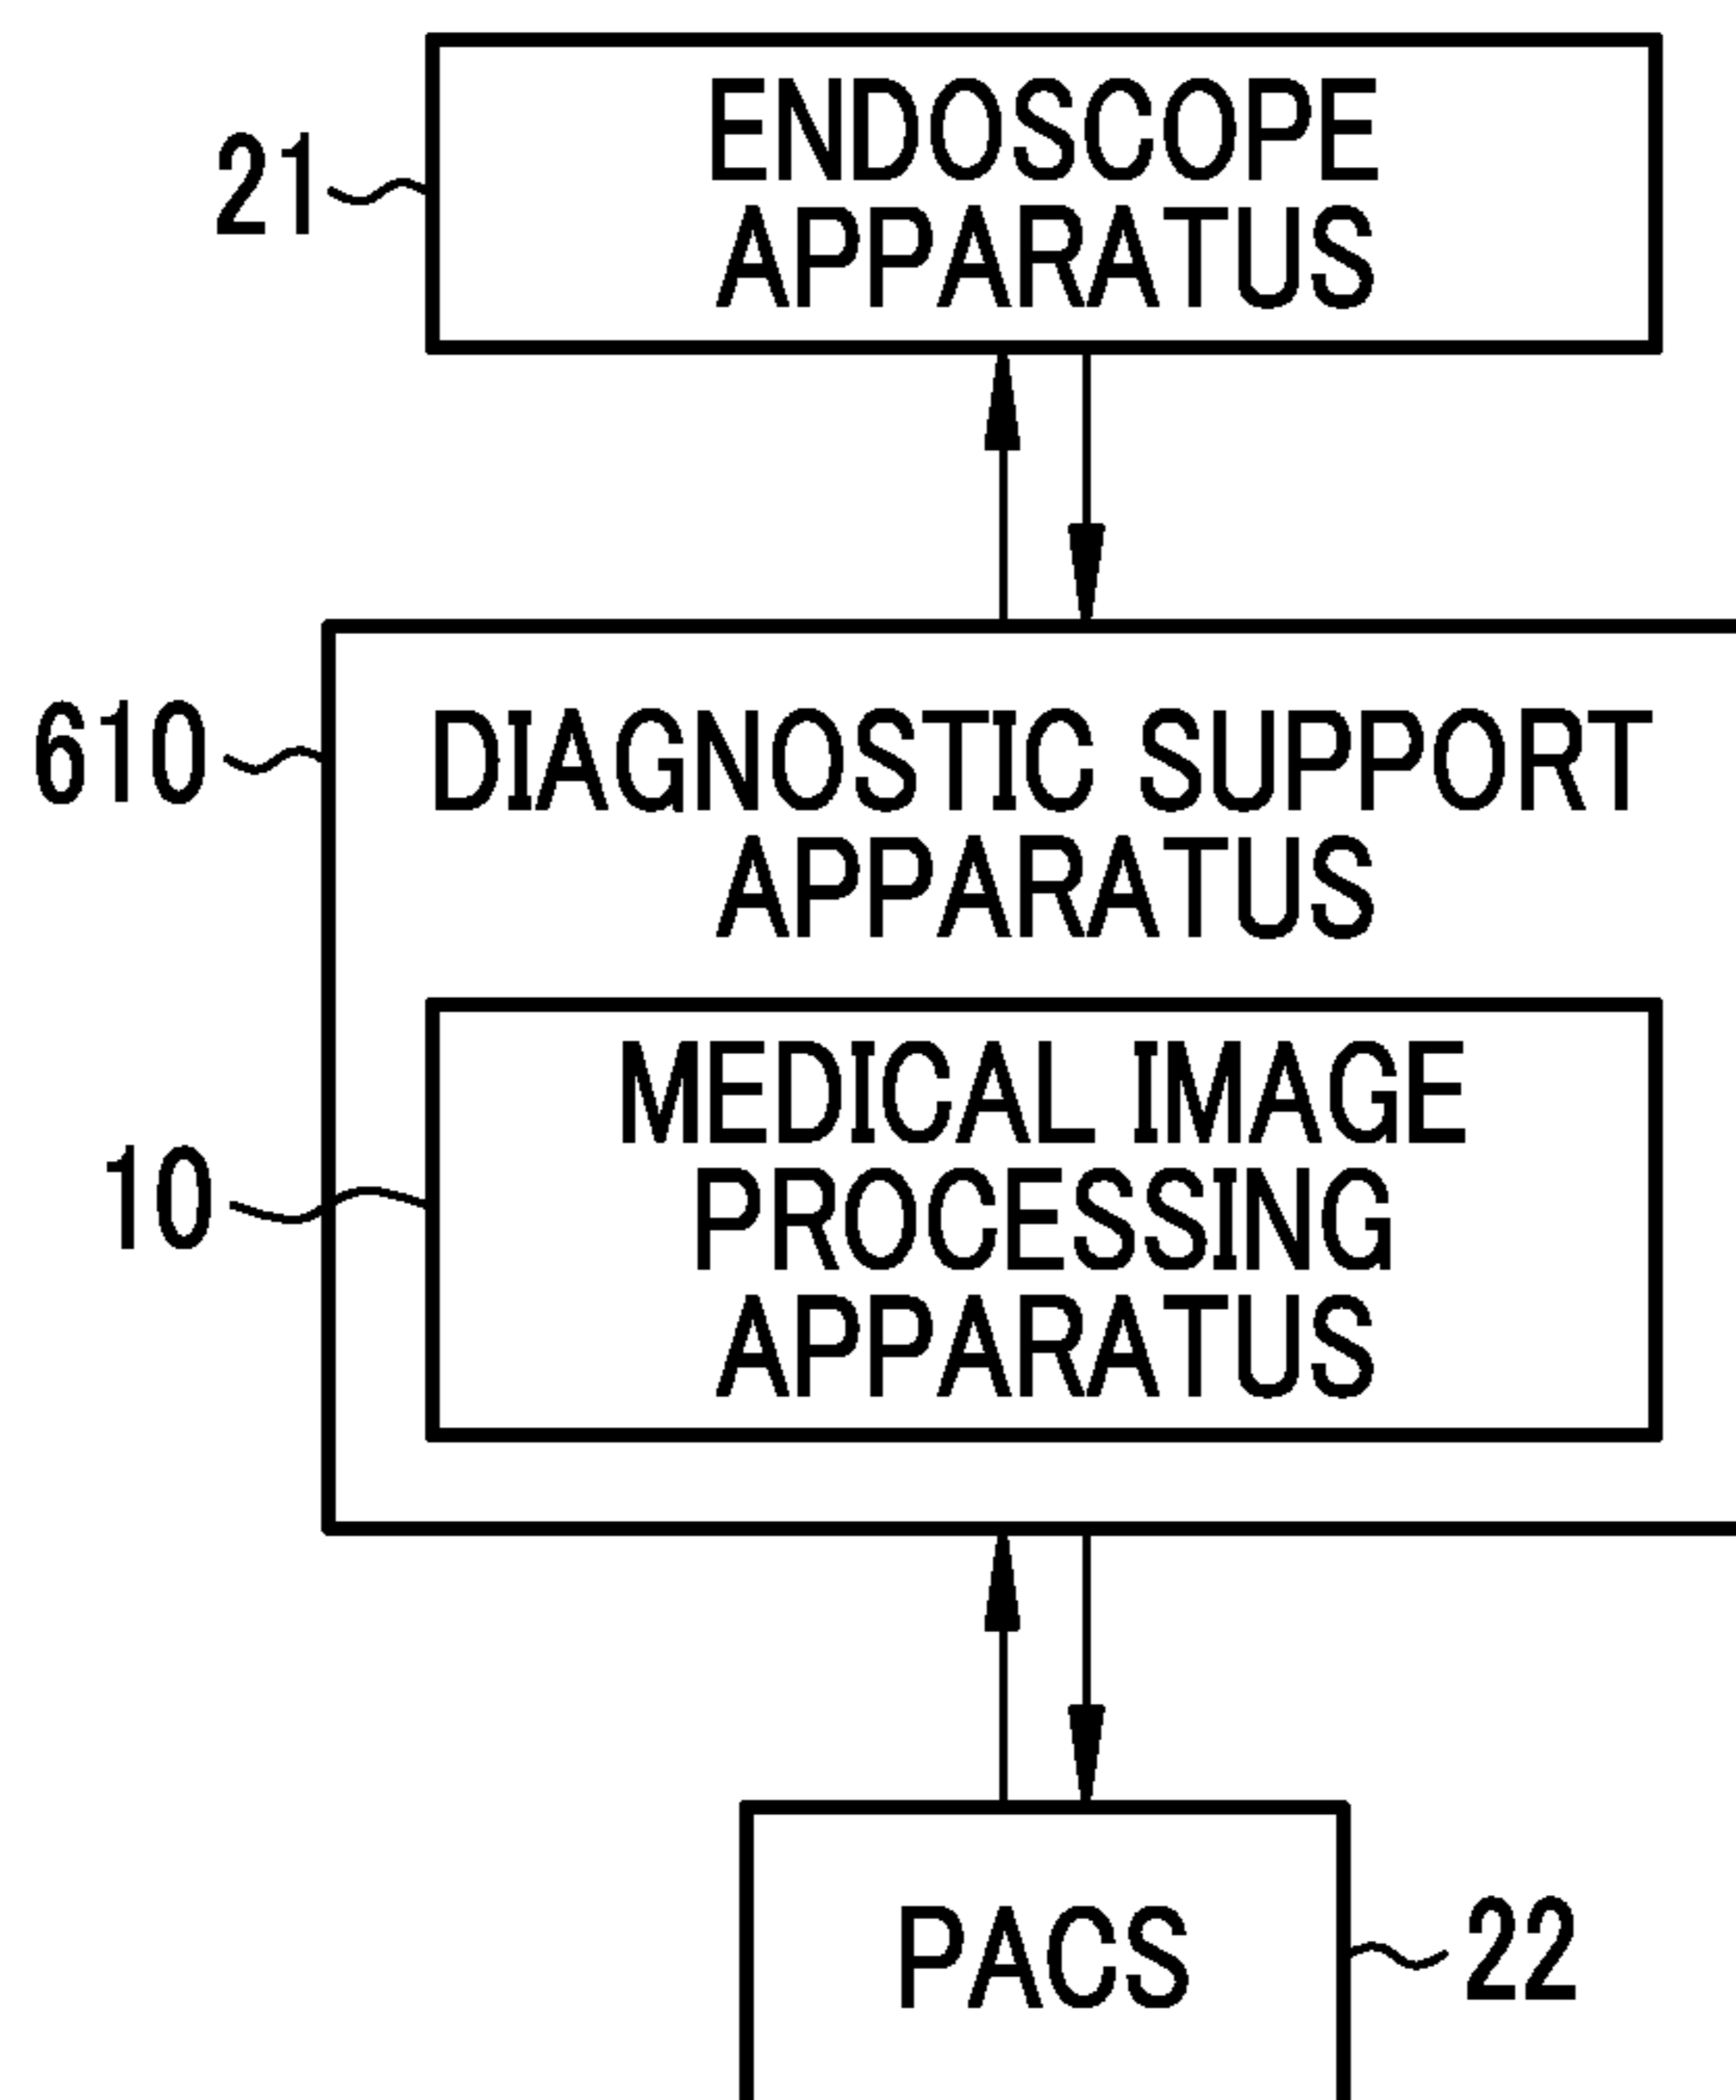 ENDOSCOPE
APPARATUS
21
610
DIAGNOSTIC SUPPORT
APPARATUS
MEDICAL IMAGE
10
PROCESSING
APPARATUS
PACS
22